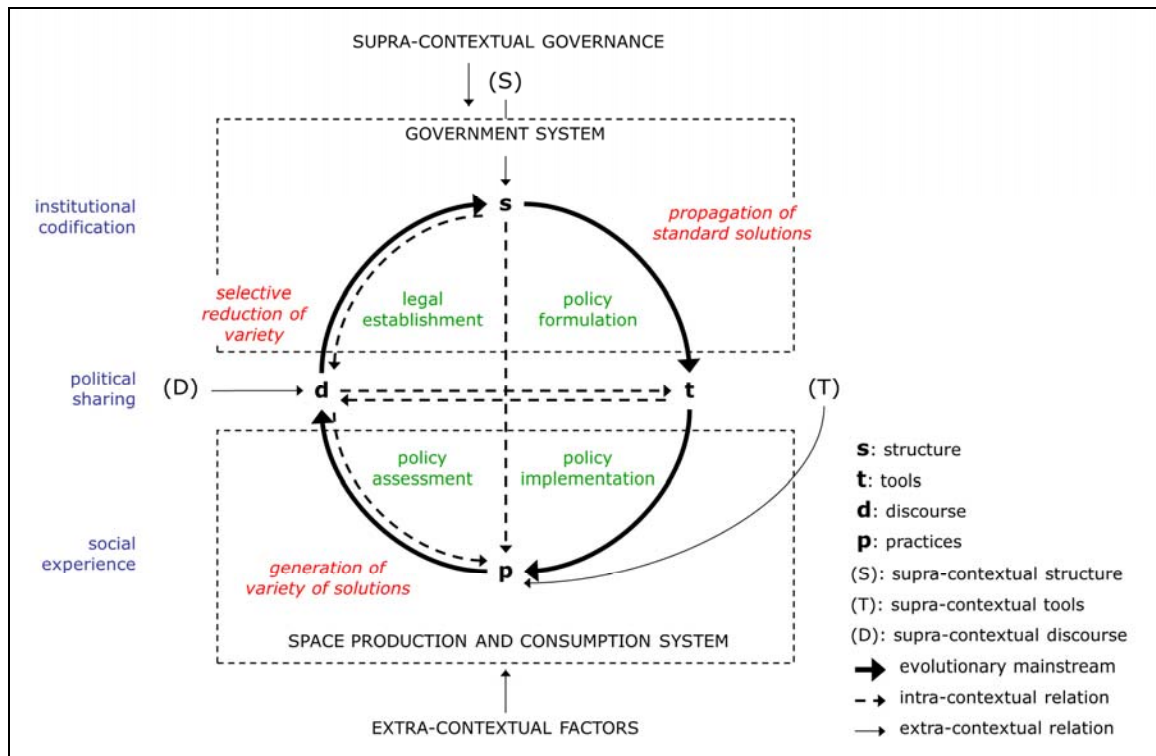 SUPRA-CONTEXTUAL GOVERNANCE
(S)
GOVERNMENT SYSTEM
institutional
codification
s
propagation of
standard solutions
selective
reduction of
variety
legal
establishment
policy
formulation
political
sharing
(D)
d
t
(T)
policy
assessment
policy
implementation
social
experience
generation of
variety of solutions
p
SPACE PRODUCTION AND CONSUMPTION SYSTEM
EXTRA-CONTEXTUAL FACTORS
s: structure
t: tools
d: discourse
p: practices
(S): supra-contextual structure
(T): supra-contextual tools
(D): supra-contextual discourse
evolutionary mainstream
intra-contextual relation
extra-contextual relation